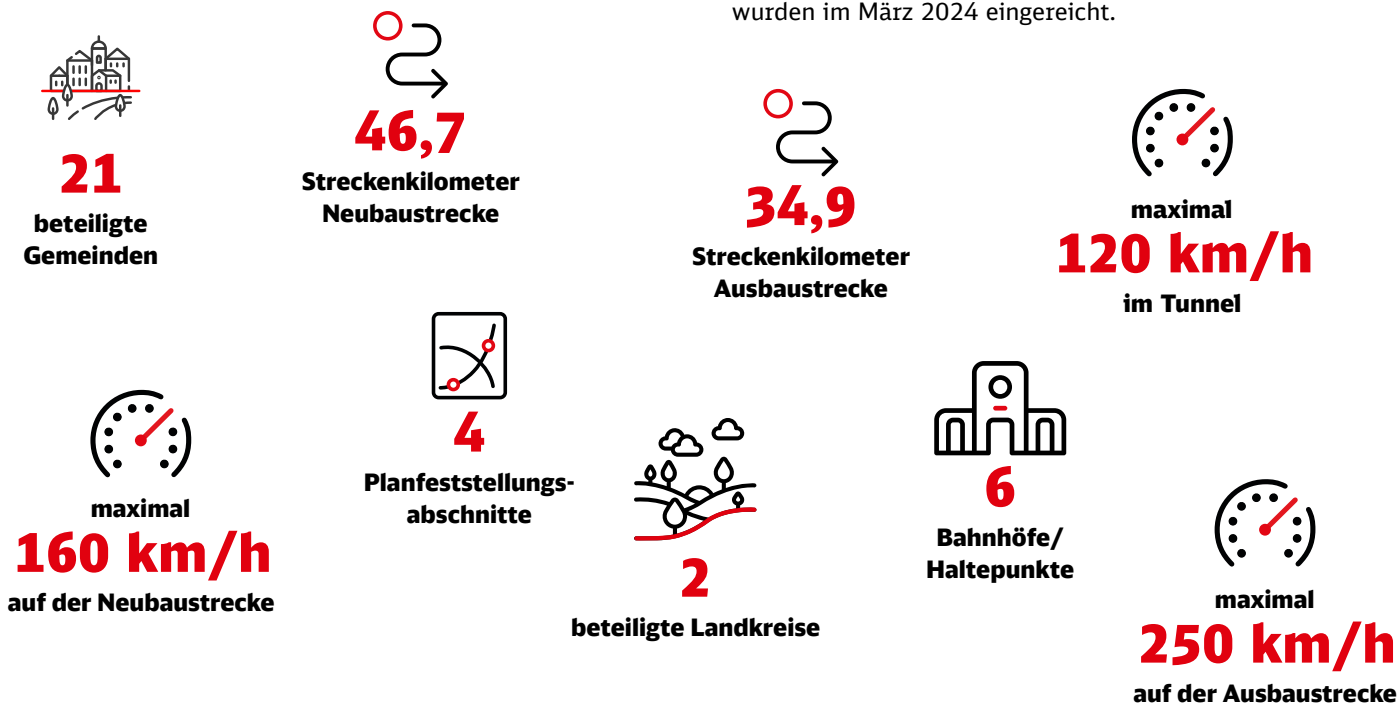 wurden im März 2024 eingereicht.
21
beteiligte
Gemeinden
46,7
Streckenkilometer
Neubaustrecke
34,9
Streckenkilometer
Ausbaustrecke
maximal
120 km/h
im Tunnel
maximal
160 km/h
auf der Neubaustrecke
4
Planfeststellungs-
abschnitte
2
beteiligte Landkreise
6
Bahnhöfe/
Haltepunkte
maximal
250 km/h
auf der Ausbaustrecke